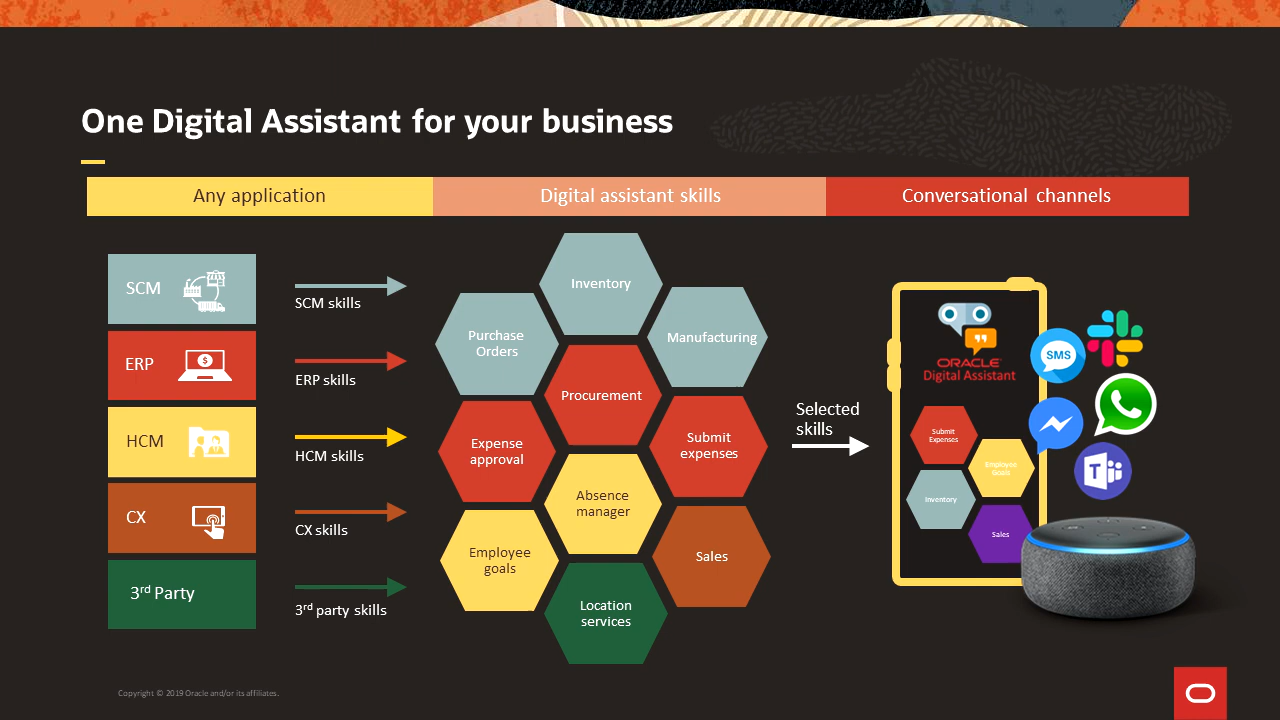 One Digital Assistant for your business
Any application
Digital assistant skills
Conversational channels
SCM
ERP
HCM
CX
3rd Party
SCM skills
ERP skills
HCM skills
CX skills
3rd party skills
Inventory
Purchase
Orders
Manufacturing
Procurement
Expense
approval
Submit
expenses
Absence
manager
Employee
goals
Sales
Location
services
Selected
skills
ORACLE
Digital Assistant
Submit
Expenses
Employee
Goals
Inventory
Sales
SMS
T
$
Copyright © 2019 Oracle and/or its affiliates.